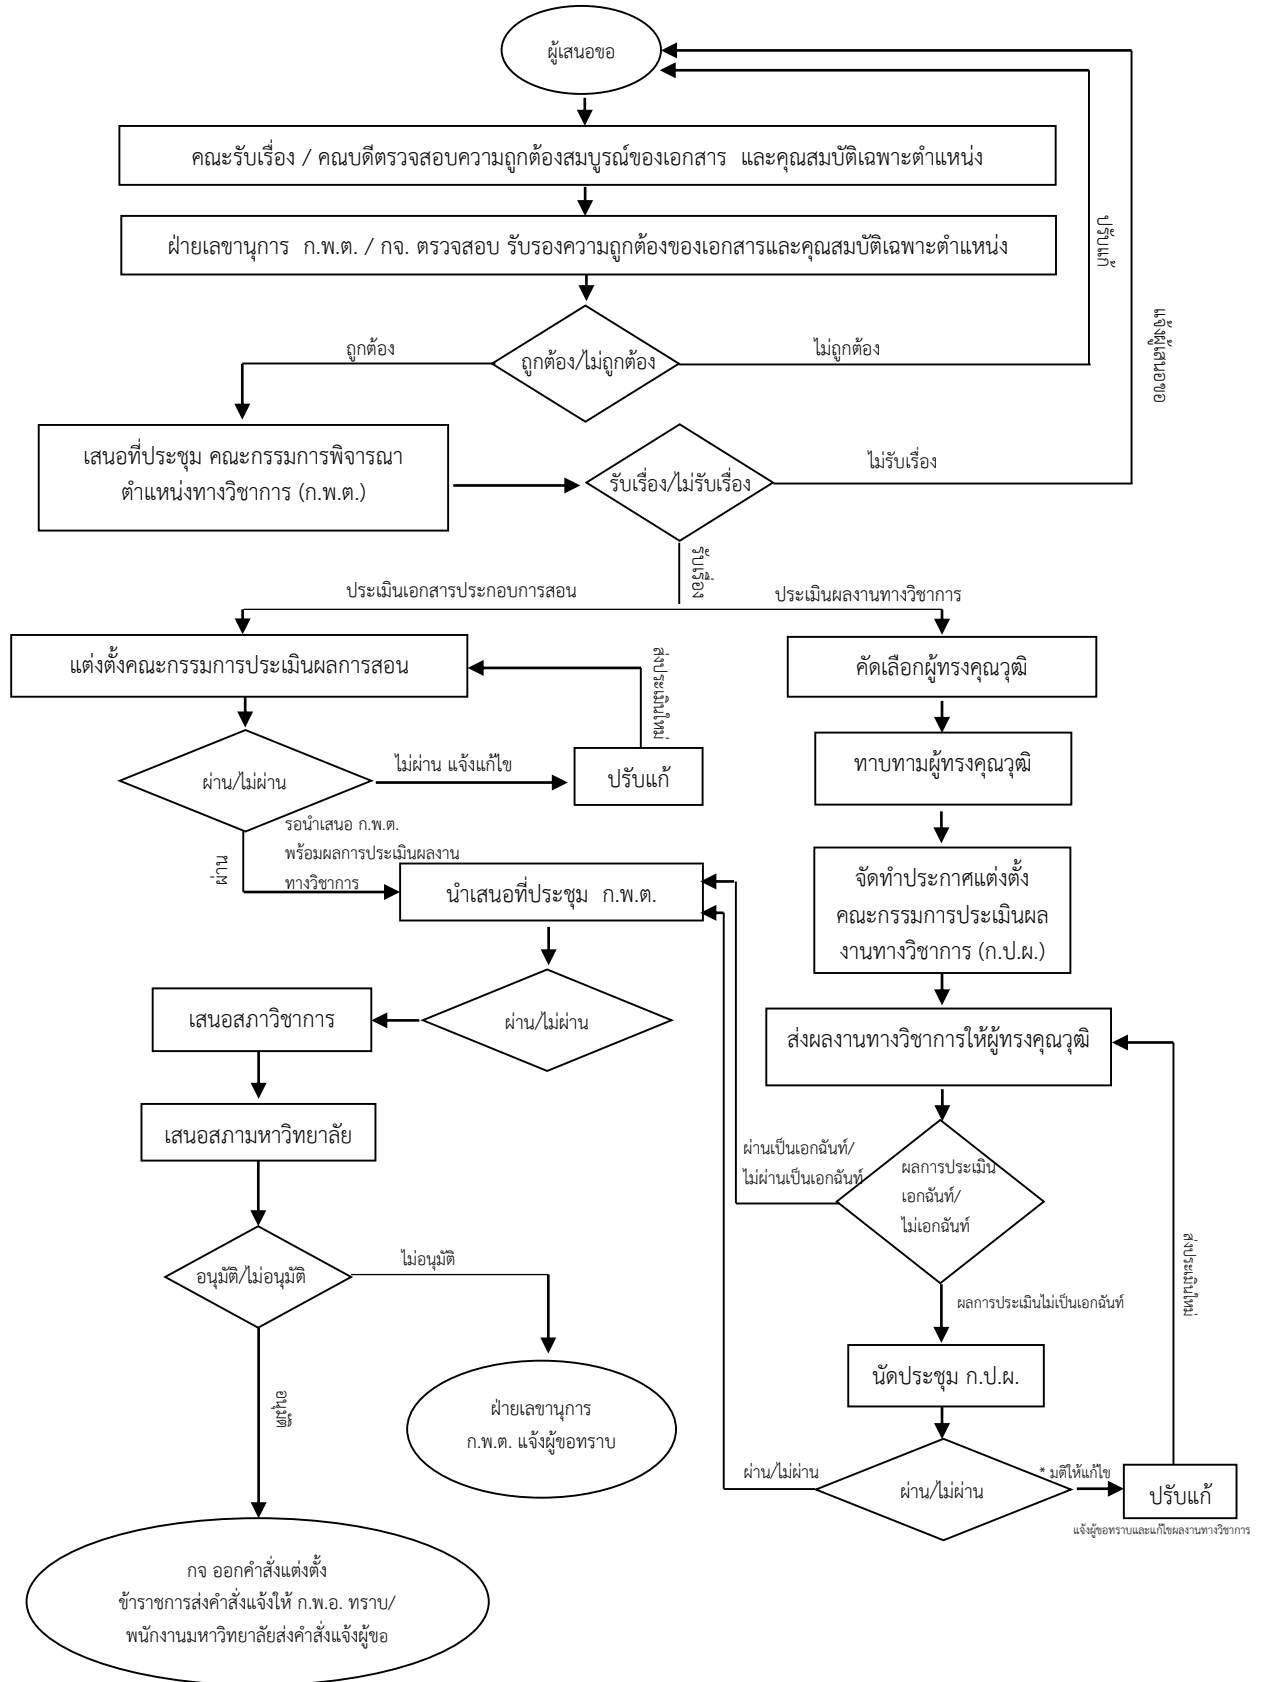 ผู้เสนอขอ
คณะรับเรื่อง / คณบดีตรวจสอบความถูกต้องสมบูรณ์ของเอกสาร และคุณสมบัติเฉพาะตำแหน่ง
ฝ่ายเลขานุการ ก.พ.ต. / กจ. ตรวจสอบ รับรองความถูกต้องของเอกสารและคุณสมบัติเฉพาะตำแหน่ง
ปรับแก้
ถูกต้อง
ถูกต้อง/ไม่ถูกต้อง
ไม่ถูกต้อง
แจ้งผู้เสนอขอ
เสนอที่ประชุม คณะกรรมการพิจารณา
ตำแหน่งทางวิชาการ (ก.พ.ต.)
รับเรื่อง/ไม่รับเรื่อง
ไม่รับเรื่อง
รับเรื่อง
ประเมินเอกสารประกอบการสอน
ประเมินผลงานทางวิชาการ
แต่งตั้งคณะกรรมการประเมินผลการสอน
ส่งประเมินใหม่
คัดเลือกผู้ทรงคุณวุฒิ
ผ่าน/ไม่ผ่าน
ไม่ผ่าน แจ้งแก้ไข
ปรับแก้
ทาบทามผู้ทรงคุณวุฒิ
ผ่าน
รอนำเสนอ ก.พ.ต.
พร้อมผลการประเมินผลงาน
ทางวิชาการ
นำเสนอที่ประชุม ก.พ.ต.
จัดทำประกาศแต่งตั้ง
คณะกรรมการประเมินผล
งานทางวิชาการ (ก.ป.ผ.)
เสนอสภาวิชาการ
ผ่าน/ไม่ผ่าน
ส่งผลงานทางวิชาการให้ผู้ทรงคุณวุฒิ
เสนอสภามหาวิทยาลัย
ผ่านเป็นเอกฉันท์/
ไม่ผ่านเป็นเอกฉันท์
ผลการประเมิน
เอกฉันท์/
ไม่เอกฉันท์
ส่งประเมินใหม่
อนุมัติ/ไม่อนุมัติ
ไม่อนุมัติ
ผลการประเมินไม่เป็นเอกฉันท์
นัดประชุม ก.ป.ผ.
อนุมัติ
ฝ่ายเลขานุการ
ก.พ.ต. แจ้งผู้ขอทราบ
ผ่าน/ไม่ผ่าน
ผ่าน/ไม่ผ่าน
* มติให้แก้ไข
ปรับแก้
แจ้งผู้ขอทราบและแก้ไขผลงานทางวิชาการ
กจ ออกคำสั่งแต่งตั้ง
ข้าราชการส่งคำสั่งแจ้งให้ ก.พ.อ. ทราบ/
พนักงานมหาวิทยาลัยส่งคำสั่งแจ้งผู้ขอ